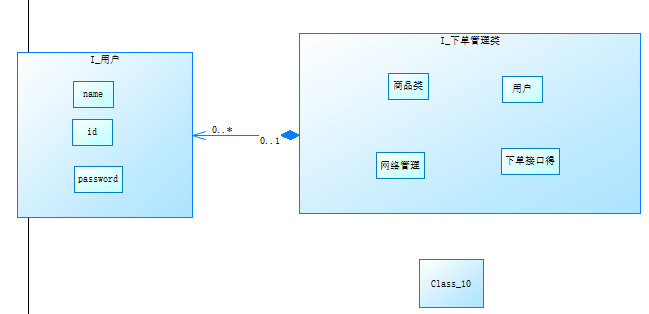 I_用户
name
id
password
0..*
0..1
I_下单管理类
商品类
用户
网络管理
下单接口得
Class_10